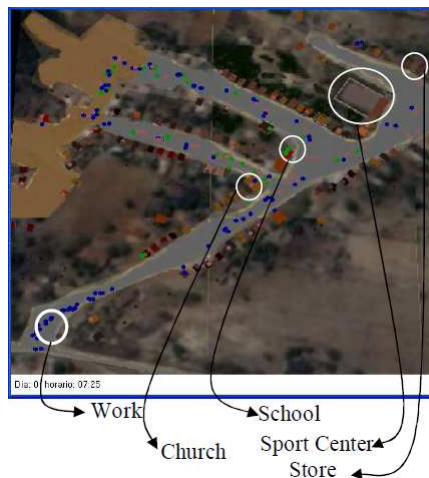 Dia: 0 horario: 07:25
Work
School
Church
Sport Center
Store